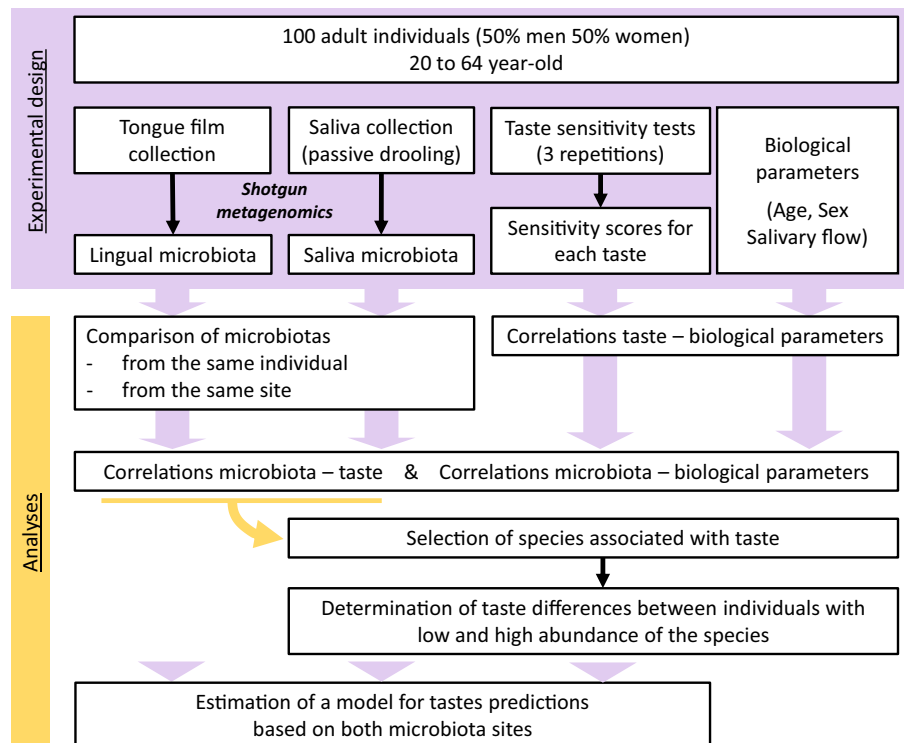 Experimental design
100 adult individuals (50% men 50% women)
20 to 64 year-old
Tongue film
collection
Saliva collection
(passive drooling)
Taste sensitivity tests
(3 repetitions)
Biological
parameters
(Age, Sex
Salivary flow)
Shotgun
metagenomics
Lingual microbiota
Saliva microbiota
Sensitivity scores for
each taste
Analyses
Comparison of microbiotas
- from the same individual
- from the same site
Correlations taste – biological parameters
Correlations microbiota – taste & Correlations microbiota – biological parameters
Selection of species associated with taste
Determination of taste differences between individuals with
low and high abundance of the species
Estimation of a model for tastes predictions
based on both microbiota sites